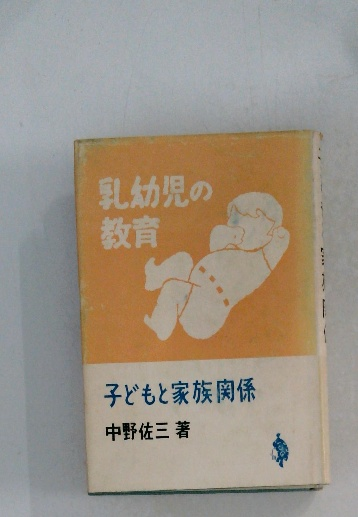 乳幼児の
教育
子どもと家族関係
中野佐三著